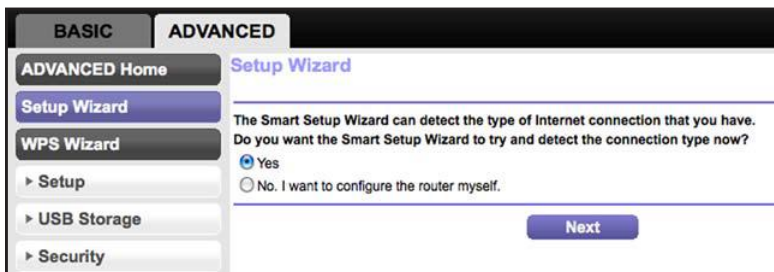 BASIC
ADVANCED
ADVANCED Home
Setup Wizard
WPS Wizard
Setup
USB Storage
Security
Setup Wizard
The Smart Setup Wizard can detect the type of Internet connection that you have.
Do you want the Smart Setup Wizard to try and detect the connection type now?
Yes
No. I want to configure the router myself.
Next